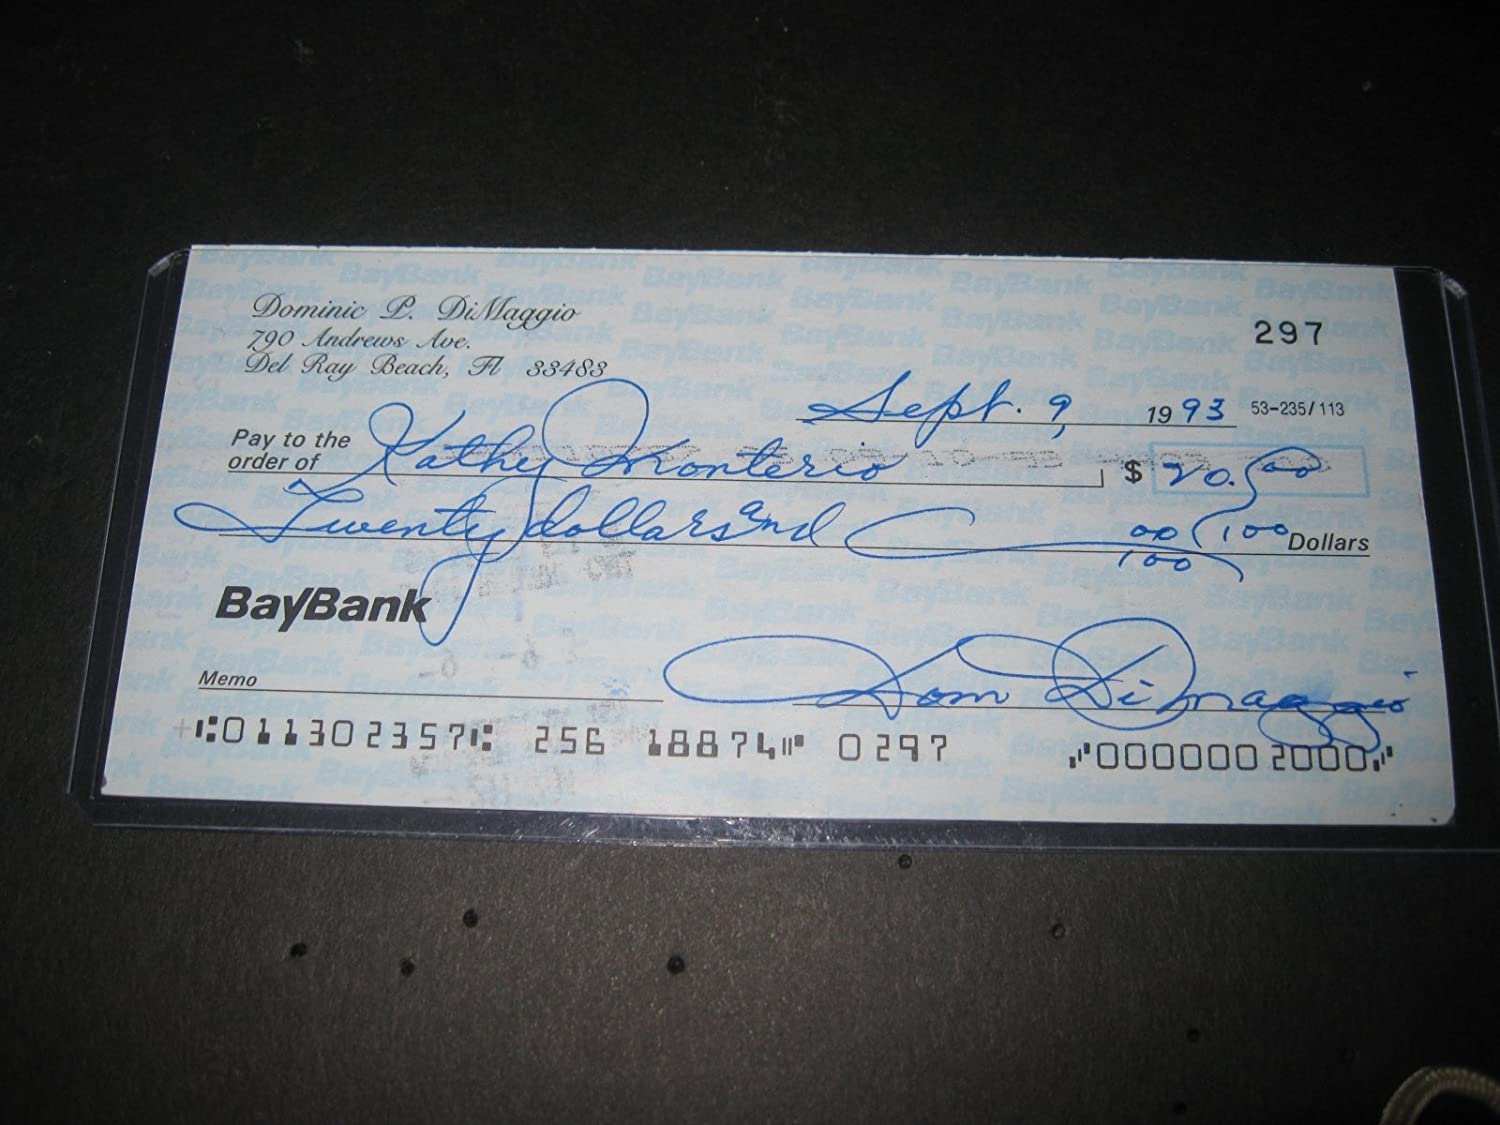 Dominic P. DiMaggio
790 Andrews Ave.
Del Ray Beach, Fl 33483
297
Sept. 9, 1993 53-235/113
Pay to the order of Kathy Monterio $ 20.00
Twenty dollars and 00/100 Dollars
BayBank
Memo
Dom DiMaggio
⑆011302357⑆ 256 18874⑈ 0297 ⑇0000002000⑇